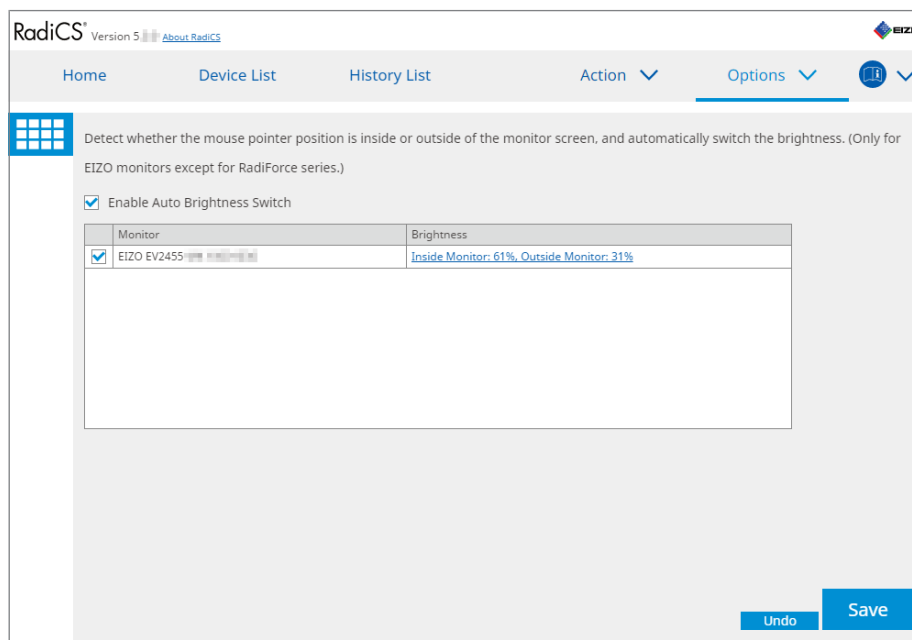 RadiCS® Version 5. About RadiCS
EIZ
Home Device List History List Action Options
Detect whether the mouse pointer position is inside or outside of the monitor screen, and automatically switch the brightness. (Only for
EIZO monitors except for RadiForce series.)
Enable Auto Brightness Switch
Monitor Brightness
EIZO EV2455 Inside Monitor: 61%, Outside Monitor: 31%
Save
Undo